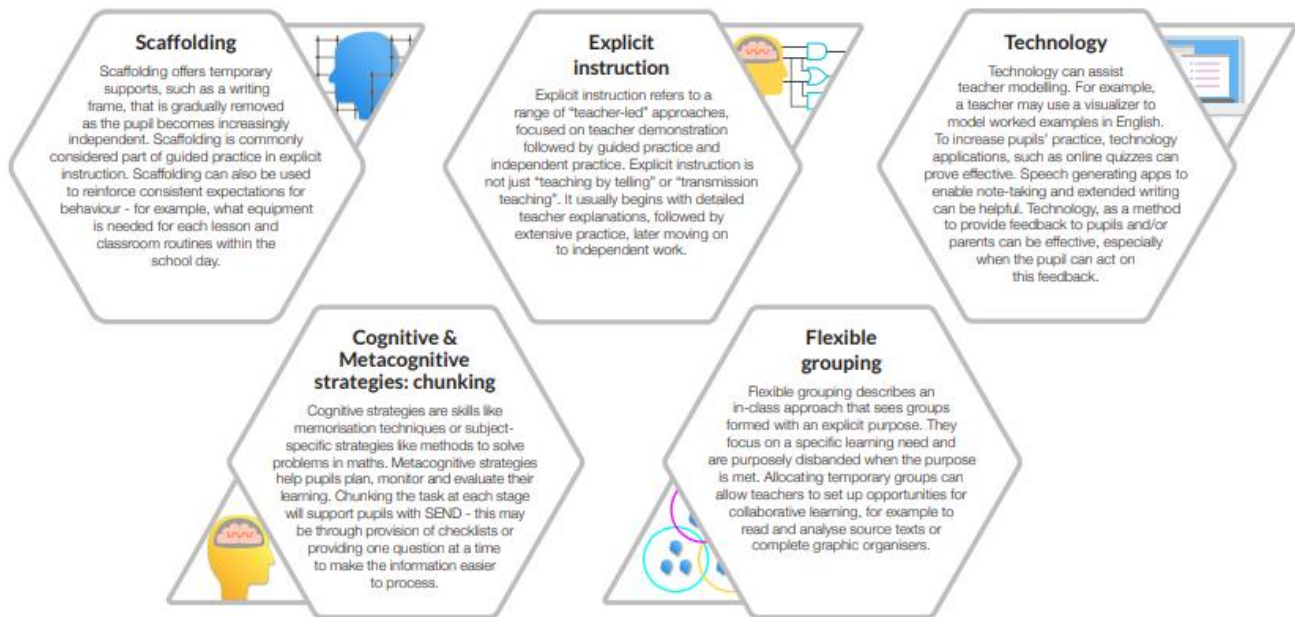 Scaffolding
Scaffolding offers temporary
supports, such as a writing
frame, that is gradually removed
as the pupil becomes increasingly
independent. Scaffolding is commonly
considered part of guided practice in explicit
instruction. Scaffolding can also be used
to reinforce consistent expectations for
behaviour - for example, what equipment
is needed for each lesson and
classroom routines within the
school day.
Explicit
instruction
Explicit instruction refers to a
range of “teacher-led” approaches,
focused on teacher demonstration
followed by guided practice and
independent practice. Explicit instruction is
not just “teaching by telling” or “transmission
teaching”. It usually begins with detailed
teacher explanations, followed by
extensive practice, later moving on
to independent work.
Technology
Technology can assist
teacher modelling. For example,
a teacher may use a visualizer to
model worked examples in English.
To increase pupils’ practice, technology
applications, such as online quizzes can
prove effective. Speech generating apps to
enable note-taking and extended writing
can be helpful. Technology, as a method
to provide feedback to pupils and/or
parents can be effective, especially
when the pupil can act on
this feedback.
Cognitive &
Metacognitive
strategies: chunking
Cognitive strategies are skills like
memorisation techniques or subject-
specific strategies like methods to solve
problems in maths. Metacognitive strategies
help pupils plan, monitor and evaluate their
learning. Chunking the task at each stage
will support pupils with SEND - this may
be through provision of checklists or
providing one question at a time
to make the information easier
to process.
Flexible
grouping
Flexible grouping describes an
in-class approach that sees groups
formed with an explicit purpose. They
focus on a specific learning need and
are purposely disbanded when the purpose
is met. Allocating temporary groups can
allow teachers to set up opportunities for
collaborative learning, for example to
read and analyse source texts or
complete graphic organisers.